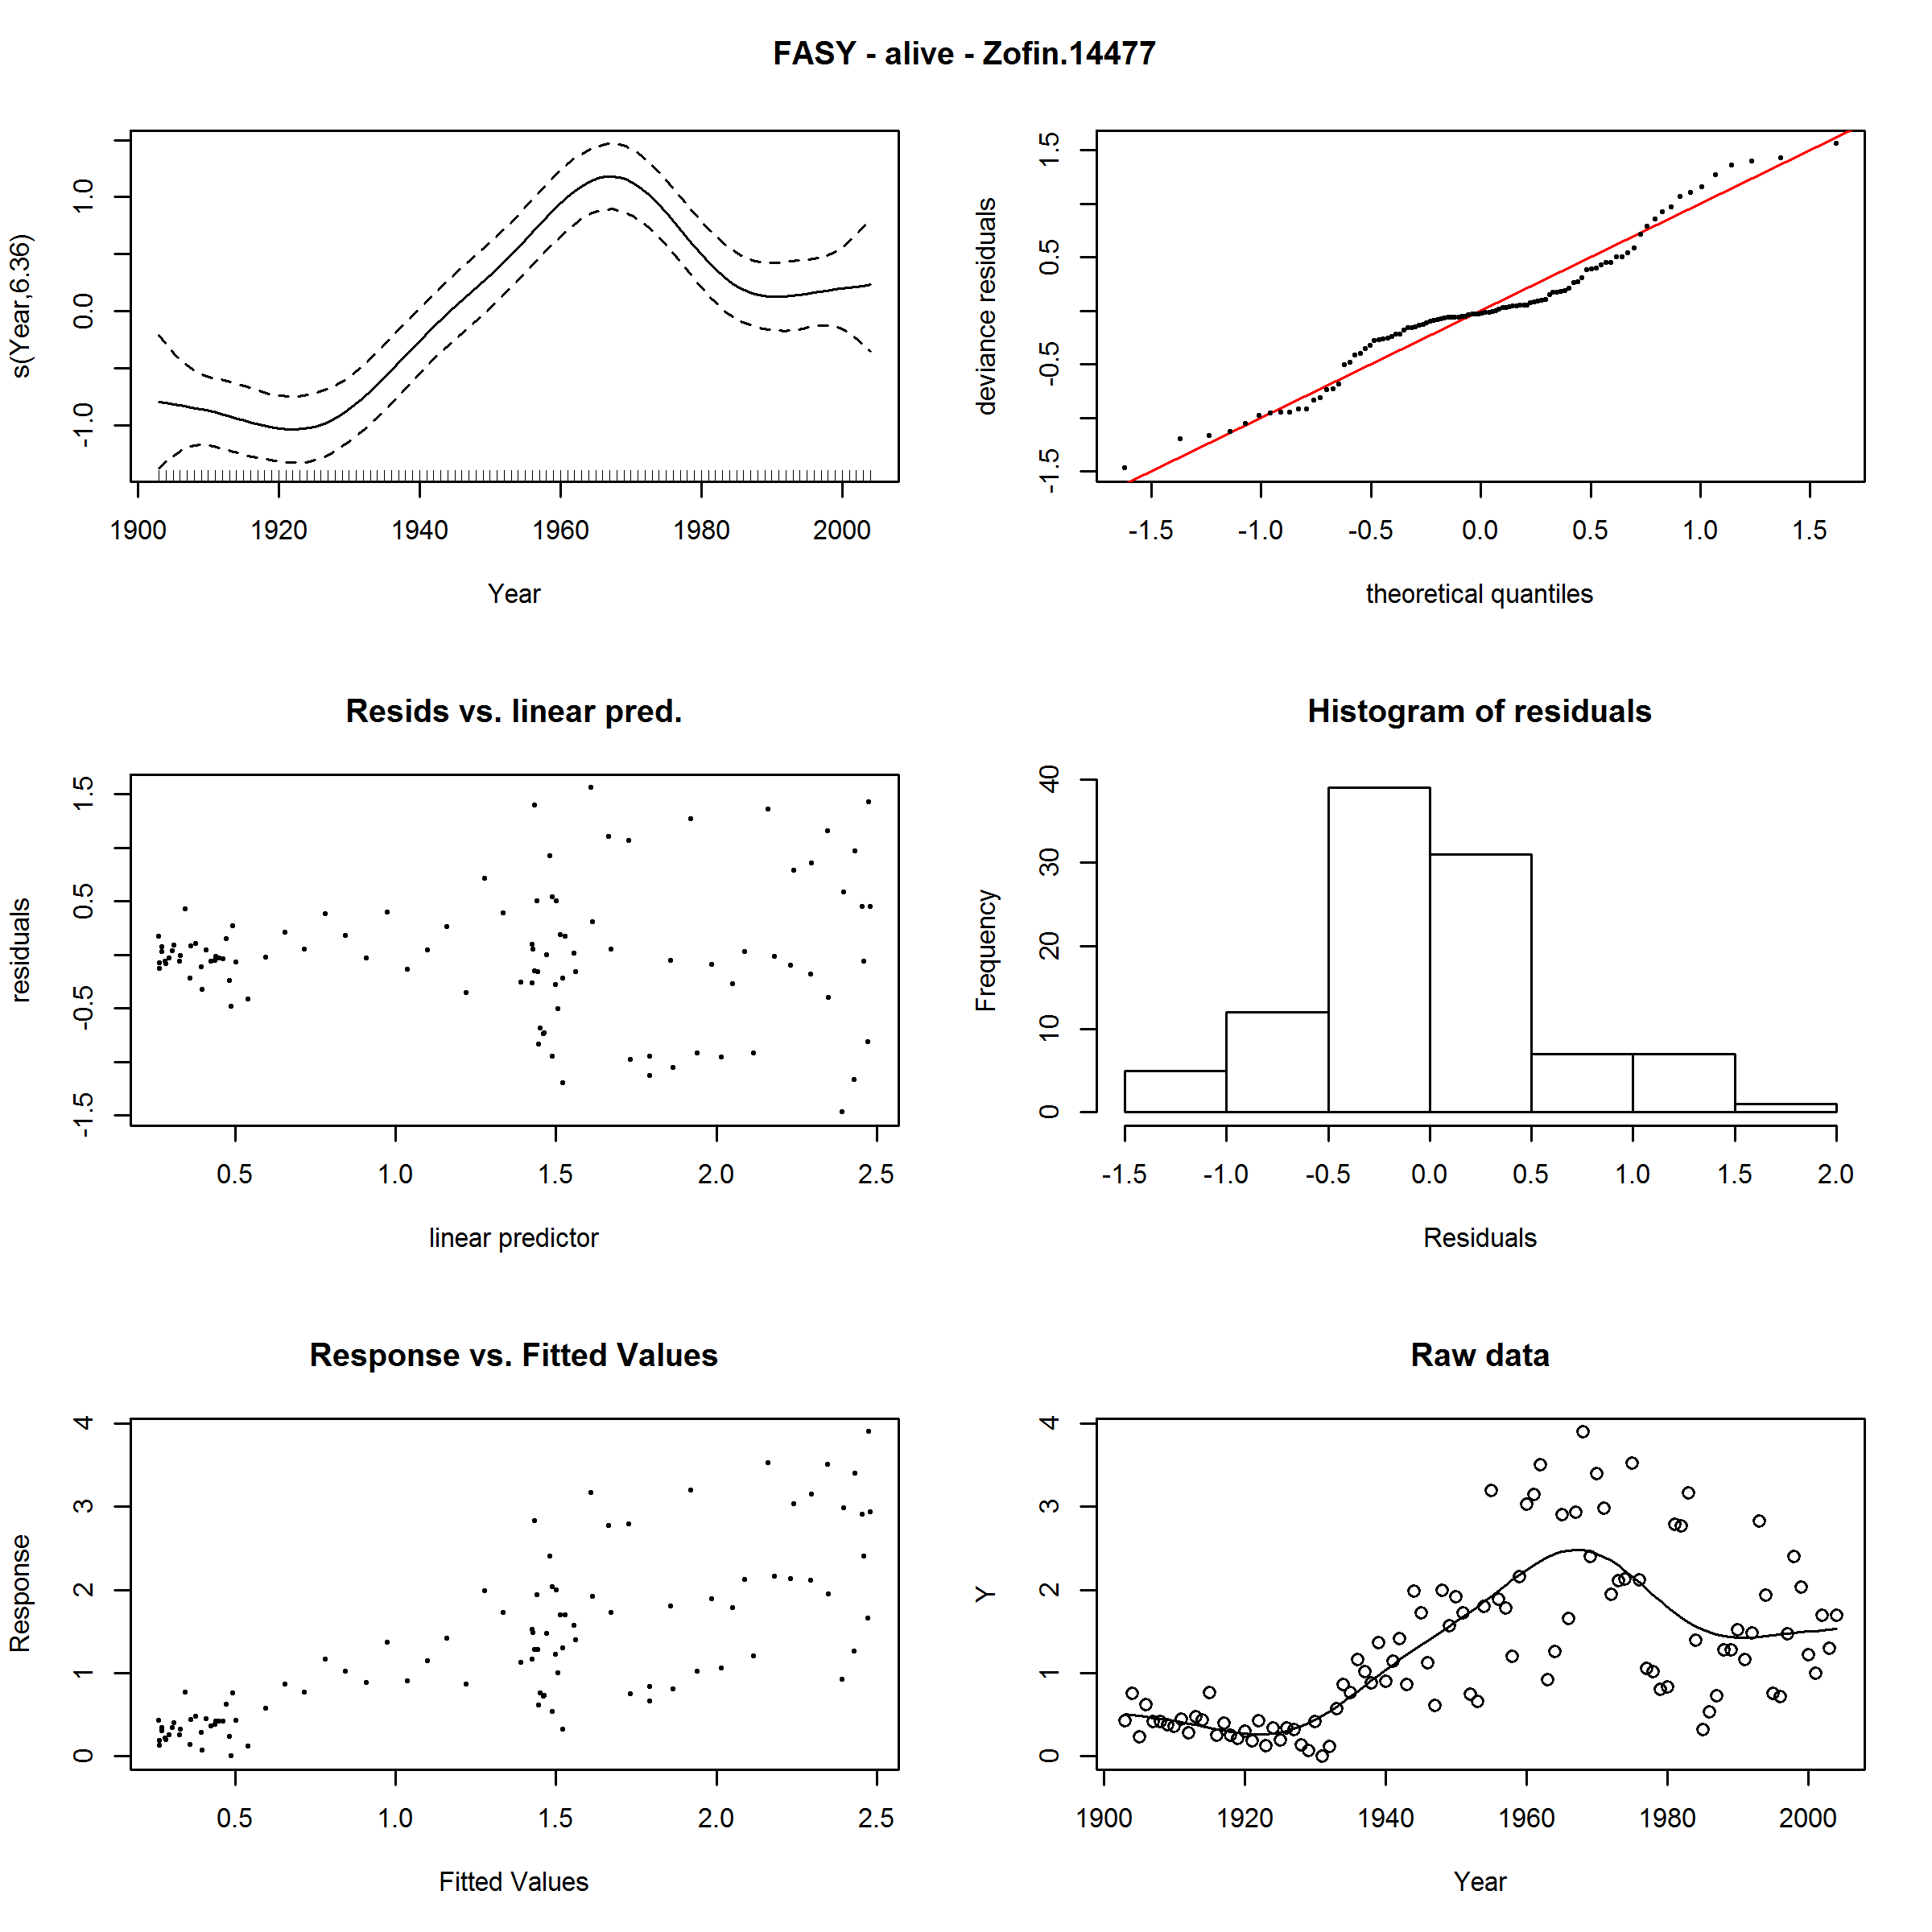 FASY - alive - Zofin.14477
s(Year,6.36)
-1.0 0.0 1.0
1900 1920 1940 1960 1980 2000
Year
deviance residuals
-1.5 -0.5 0.5 1.5
-1.5 -1.0 -0.5 0.0 0.5 1.0 1.5
theoretical quantiles
Resids vs. linear pred.
residuals
-1.5 -0.5 0.5 1.5
0.5 1.0 1.5 2.0 2.5
linear predictor
Histogram of residuals
Frequency
0 10 20 30 40
-1.5 -1.0 -0.5 0.0 0.5 1.0 1.5 2.0
Residuals
Response vs. Fitted Values
Response
0 1 2 3 4
0.5 1.0 1.5 2.0 2.5
Fitted Values
Raw data
Y
0 1 2 3 4
1900 1920 1940 1960 1980 2000
Year